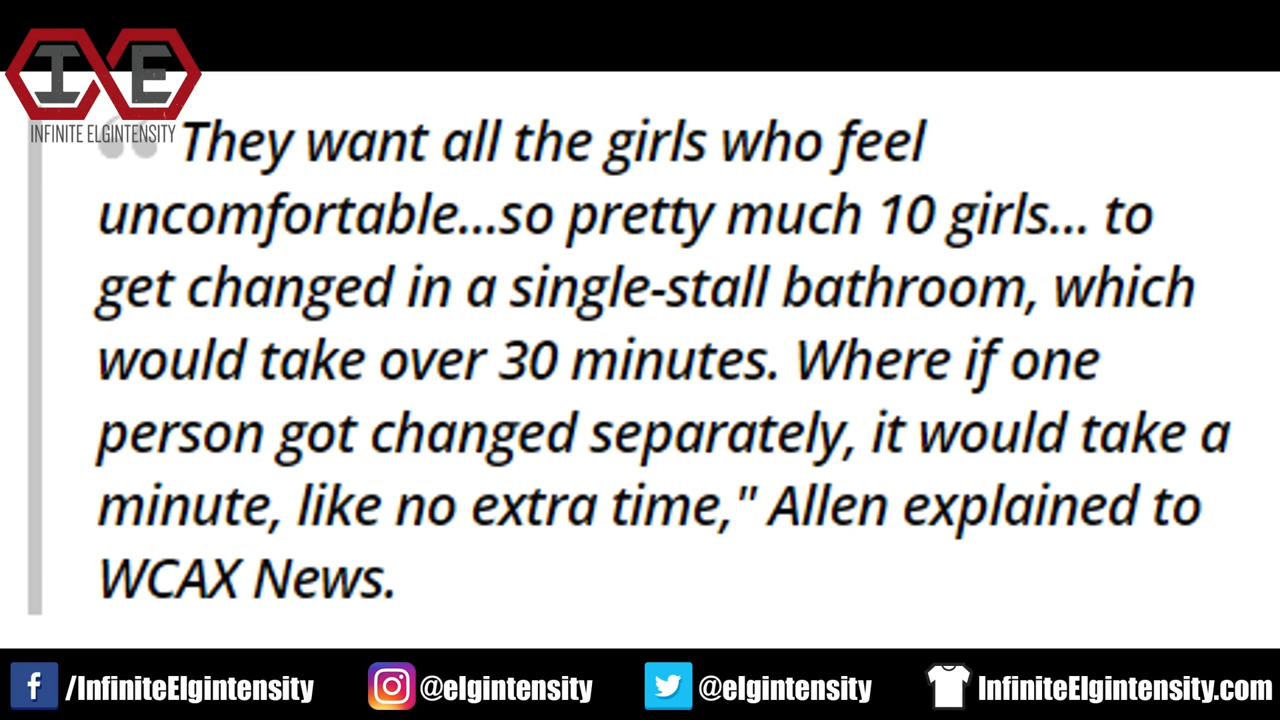 IE
INFINITE ELGINTENSITY
“ They want all the girls who feel
uncomfortable...so pretty much 10 girls... to
get changed in a single-stall bathroom, which
would take over 30 minutes. Where if one
person got changed separately, it would take a
minute, like no extra time," Allen explained to
WCAX News.
f /InfiniteElgintensity @elgintensity @elgintensity InfiniteElgintensity.com